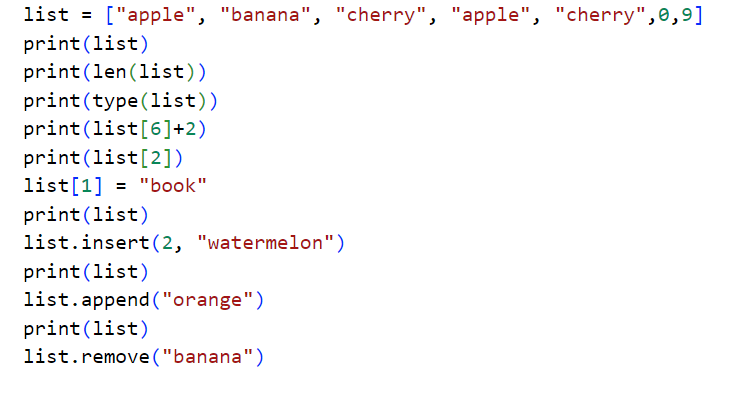 list = ["apple", "banana", "cherry", "apple", "cherry",0,9]
print(list)
print(len(list))
print(type(list))
print(list[6]+2)
print(list[2])
list[1] = "book"
print(list)
list.insert(2, "watermelon")
print(list)
list.append("orange")
print(list)
list.remove("banana")